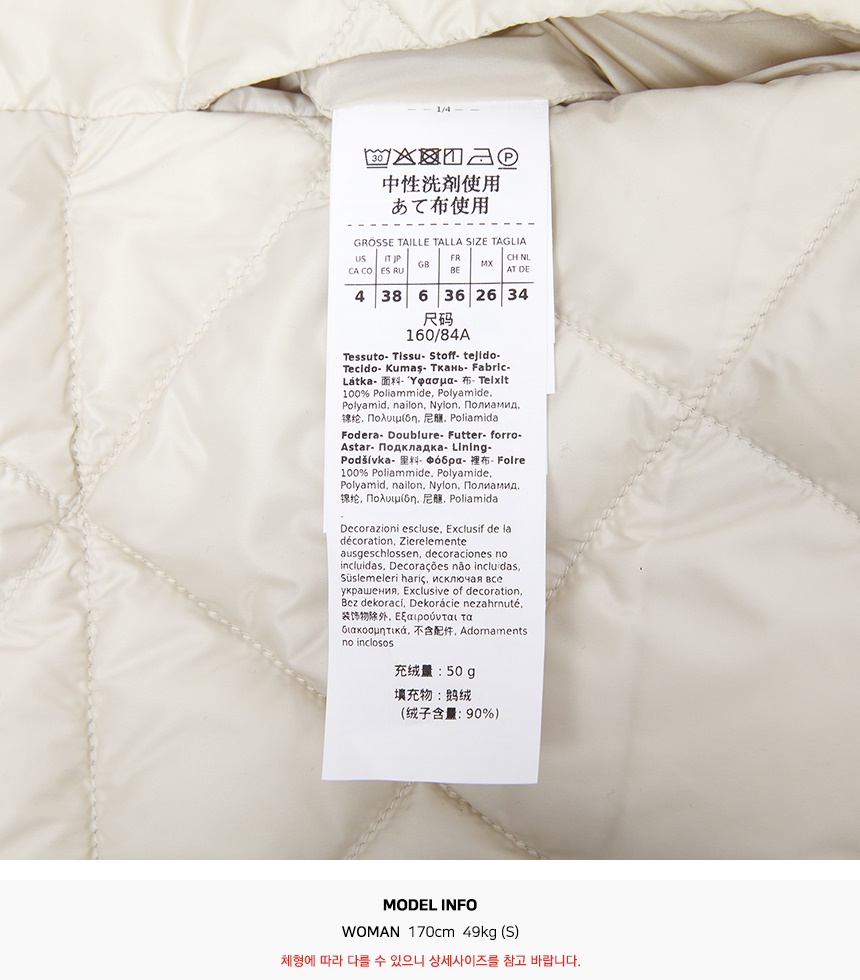 1/4
30 P
中性洗剤使用
あて布使用
GRÖSSE TAILLE TALLA SIZE TAGLIA
US CA CO IT JP ES RU GB FR BE MX CH NL AT DE
4 38 6 36 26 34
尺码
160/84A
Tessuto- Tissu- Stoff- tejido-
Tecido- Kumaş- Ткань- Fabric-
Látka- 面料- Ύφασμα- 布- Teixit
100% Poliammide, Polyamide,
Polyamid, nailon, Nylon, Полиамид,
锦纶, Πολυιμίδη, 尼龍, Poliamida
Fodera- Doublure- Futter- forro-
Astar- Подкладка- Lining-
Podšívka- 里料- Φόδρα- 裡布- Foire
100% Poliammide, Polyamide,
Polyamid, nailon, Nylon, Полиамид,
锦纶, Πολυιμίδη, 尼龍, Poliamida
-
Decorazioni escluse, Exclusif de la
décoration, Zierelemente
ausgeschlossen, decoraciones no
incluidas, Decorações não incluídas,
Süslemeleri hariç, исключая все
украшения, Exclusive of decoration,
Bez dekorací, Dekorácie nezahrnuté,
装饰物除外, Εξαιρούνται τα
διακοσμητικά, 不含配件, Adornaments
no inclosos
充绒量：50 g
填充物：鹅绒
(绒子含量: 90%)
MODEL INFO
WOMAN 170cm 49kg (S)
체형에 따라 다를 수 있으니 상세사이즈를 참고 바랍니다.